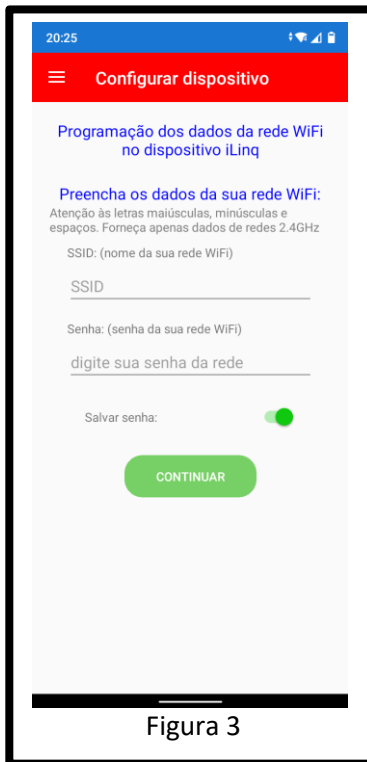 20:25
Configurar dispositivo
Programação dos dados da rede WiFi
no dispositivo iLinq
Preencha os dados da sua rede WiFi:
Atenção às letras maiúsculas, minúsculas e
espaços. Forneça apenas dados de redes 2.4GHz
SSID: (nome da sua rede WiFi)
SSID
Senha: (senha da sua rede WiFi)
digite sua senha da rede
Salvar senha:
CONTINUAR
Figura 3